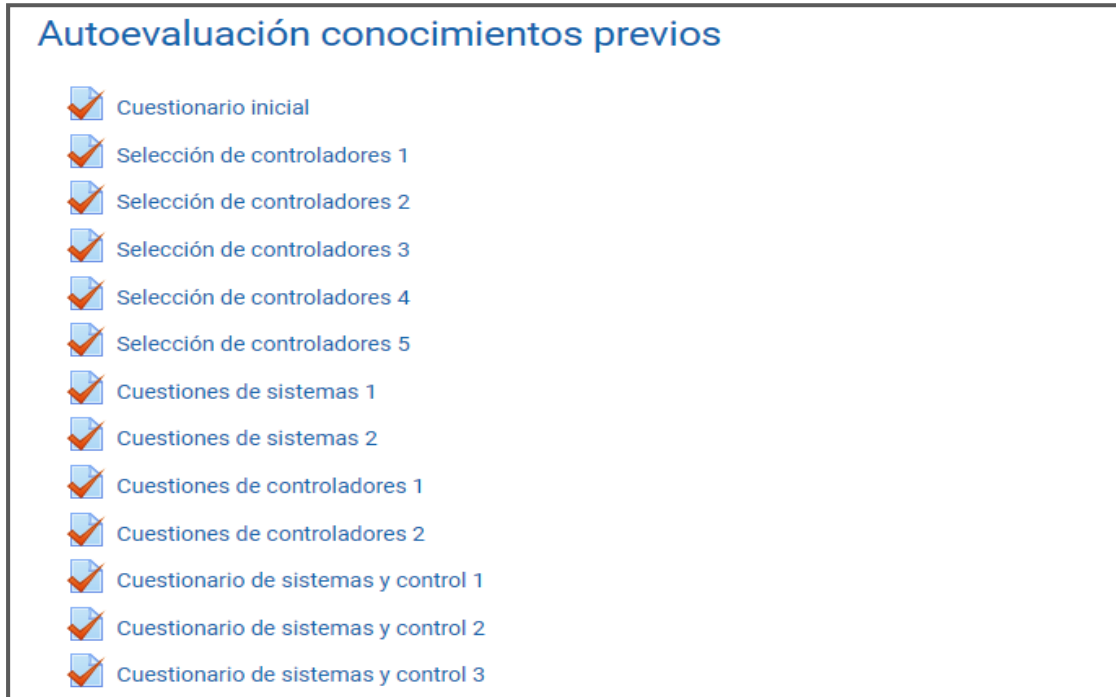 Autoevaluación conocimientos previos
Cuestionario inicial
Selección de controladores 1
Selección de controladores 2
Selección de controladores 3
Selección de controladores 4
Selección de controladores 5
Cuestiones de sistemas 1
Cuestiones de sistemas 2
Cuestiones de controladores 1
Cuestiones de controladores 2
Cuestionario de sistemas y control 1
Cuestionario de sistemas y control 2
Cuestionario de sistemas y control 3